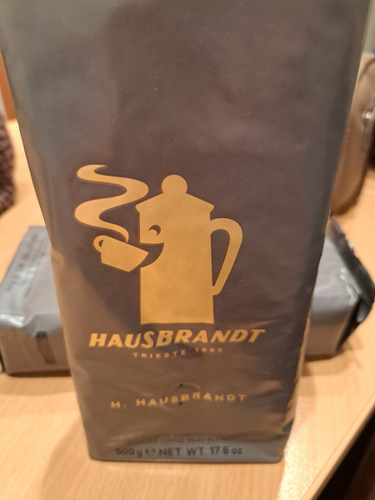 HAUSBRANDT
TRIESTE 1892
H. HAUSBRANDT
500 g e NET WT. 17.6 oz